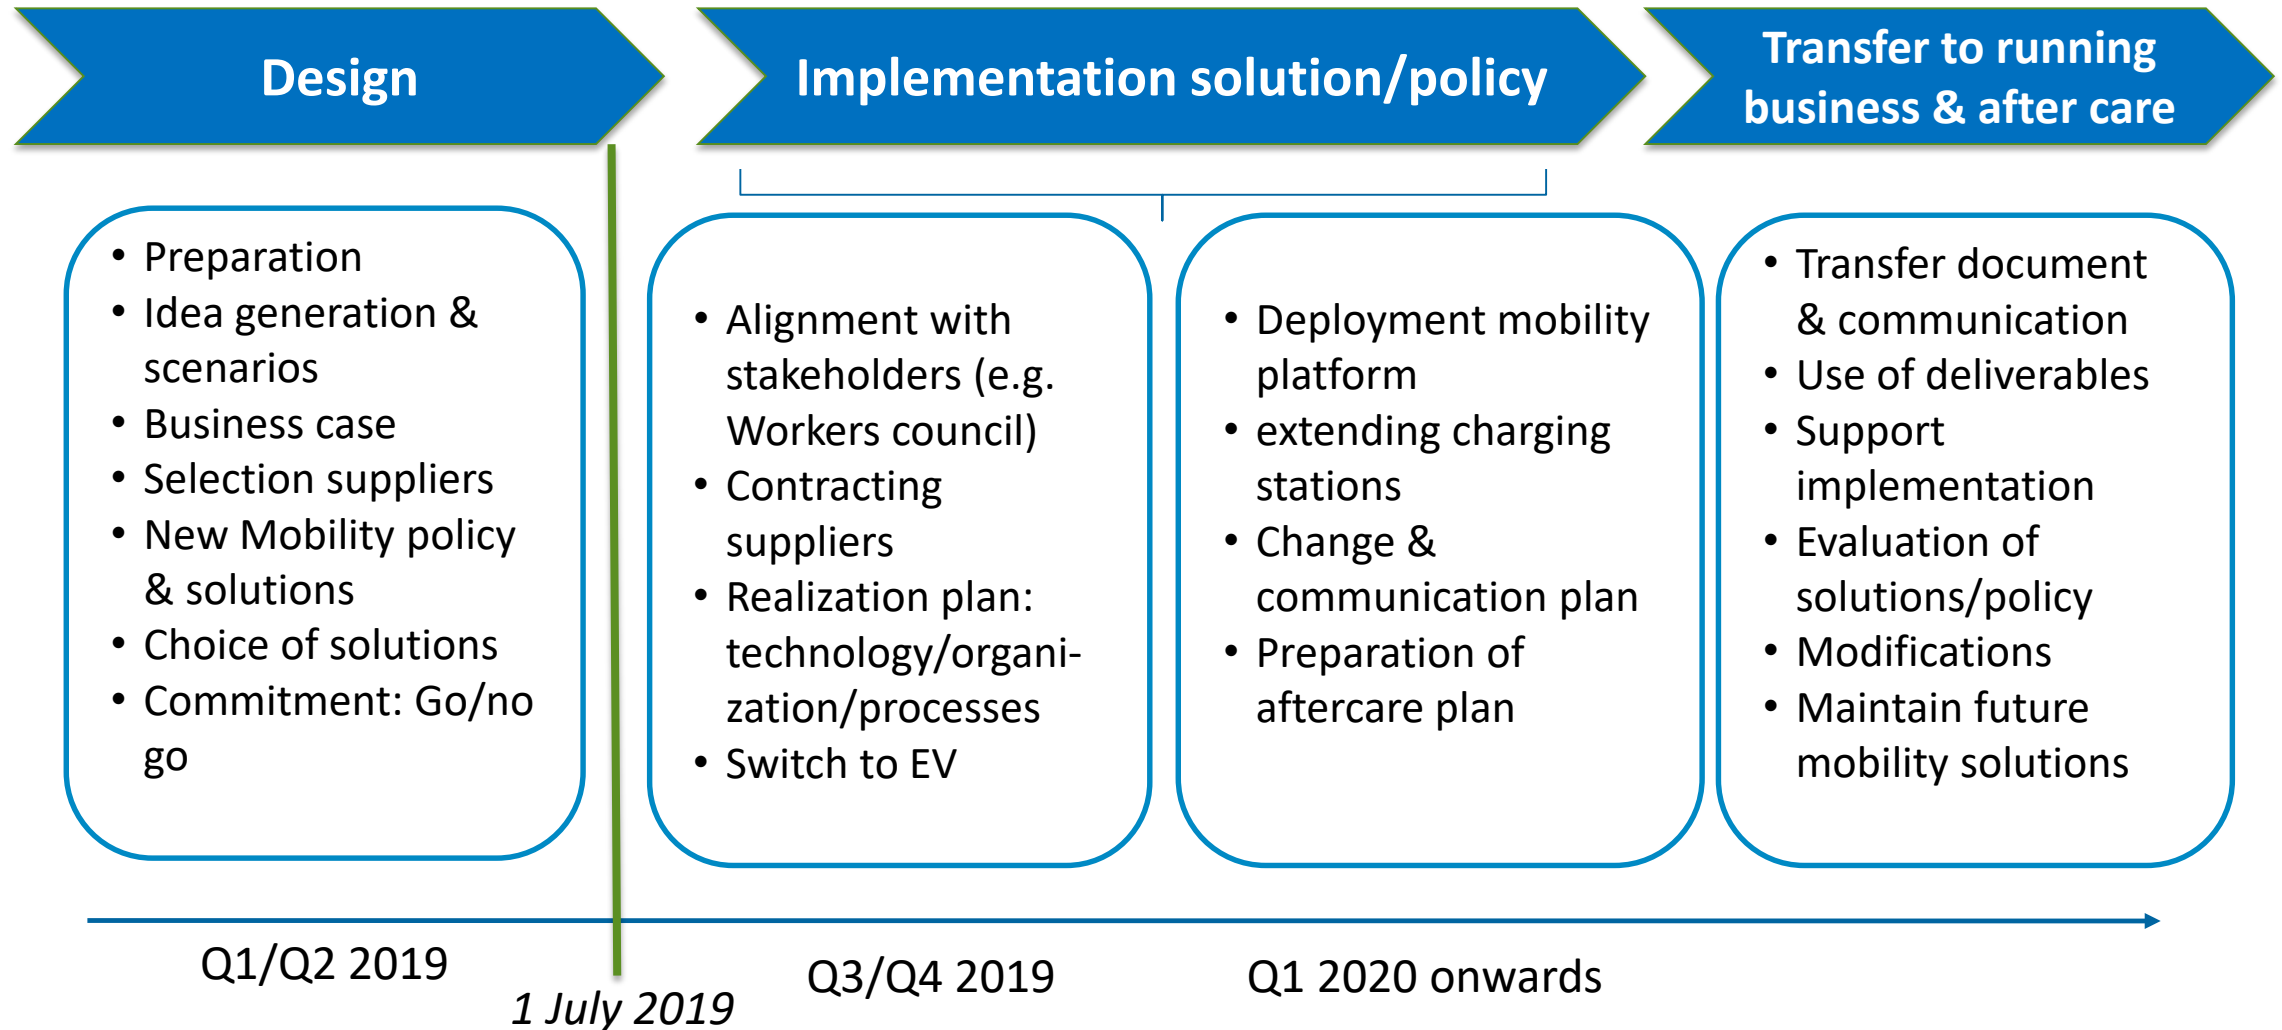 Design
Implementation solution/policy
Transfer to running
business & after care
• Preparation
• Idea generation &
scenarios
• Business case
• Selection suppliers
• New Mobility policy
& solutions
• Choice of solutions
• Commitment: Go/no
go
• Alignment with
stakeholders (e.g.
Workers council)
• Contracting
suppliers
• Realization plan:
technology/organi-
zation/processes
• Switch to EV
• Deployment mobility
platform
• extending charging
stations
• Change &
communication plan
• Preparation of
aftercare plan
• Transfer document
& communication
• Use of deliverables
• Support
implementation
• Evaluation of
solutions/policy
• Modifications
• Maintain future
mobility solutions
Q1/Q2 2019
1 July 2019
Q3/Q4 2019
Q1 2020 onwards